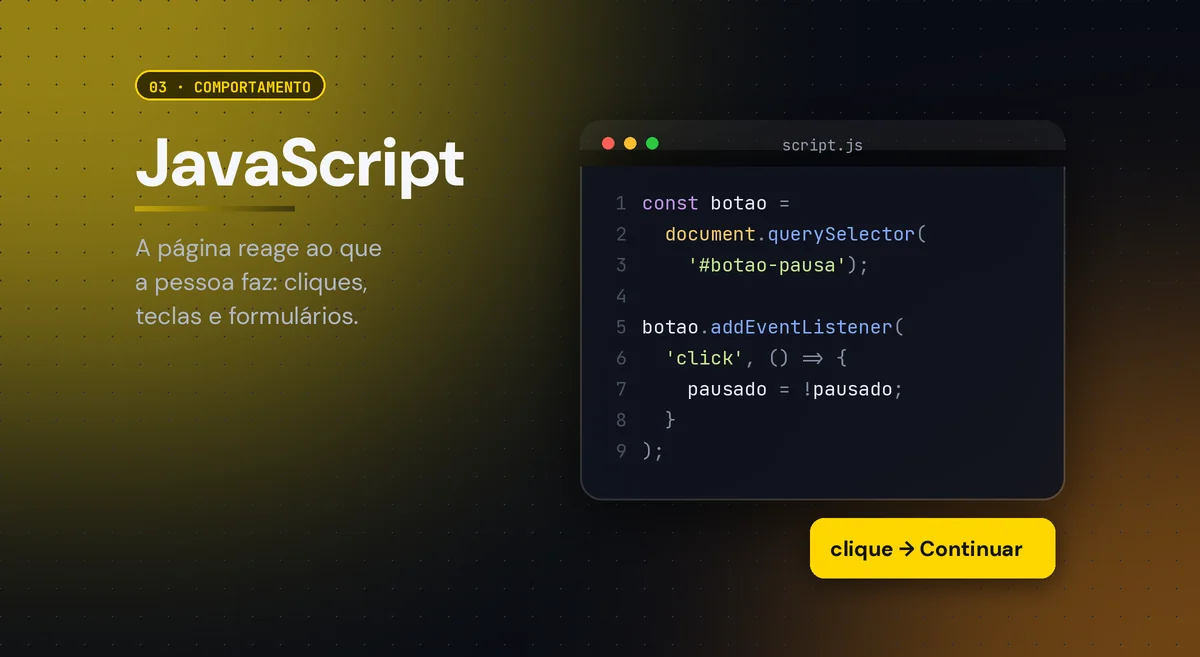 03 · COMPORTAMENTO
JavaScript
A página reage ao que
a pessoa faz: cliques,
teclas e formulários.
script.js
1 const botao =
2 document.querySelector(
3 '#botao-pausa');
4
5 botao.addEventListener(
6 'click', () => {
7 pausado = !pausado;
8 }
9 );
clique → Continuar